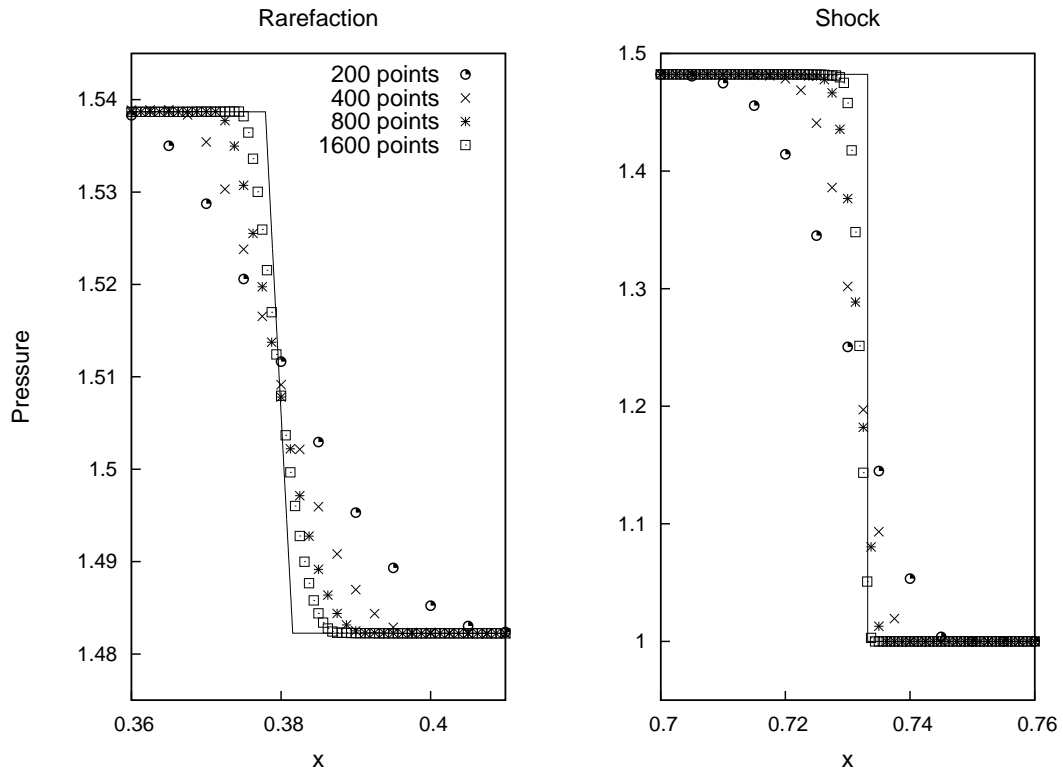 Rarefaction
Shock
200 points
400 points
800 points
1600 points
1.54
1.53
1.52
1.51
1.5
1.49
1.48
0.36
0.38
0.4
x
Pressure
1.5
1.4
1.3
1.2
1.1
1
0.7
0.72
0.74
0.76
x